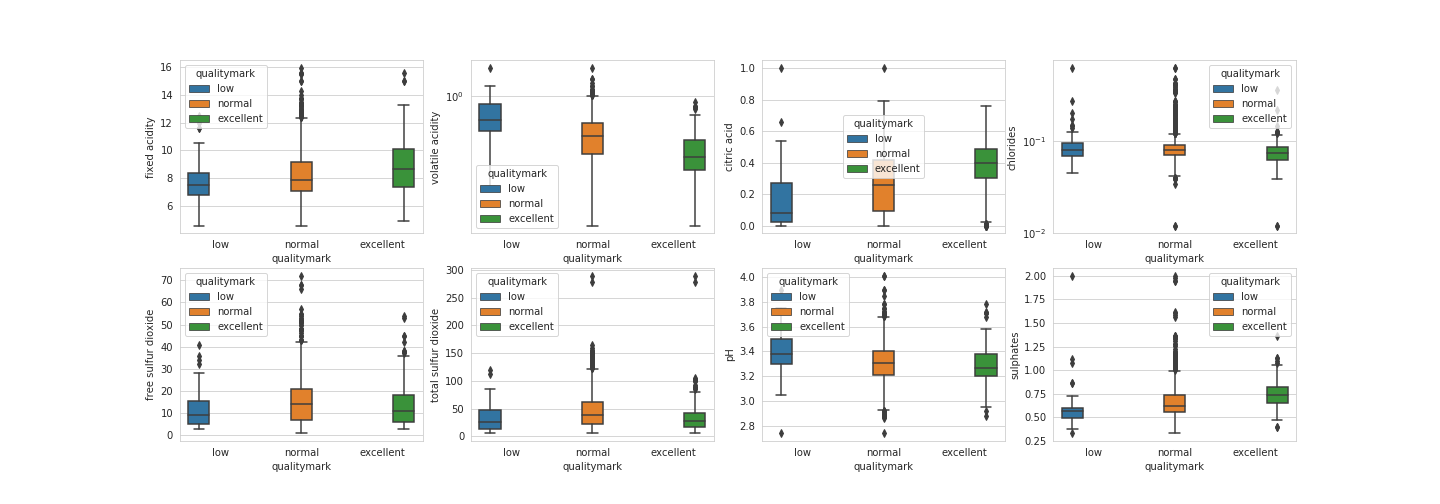 fixed acidity
16
14
12
10
8
6
qualitymark
low
normal
excellent
low normal excellent
qualitymark
volatile acidity
10⁰
qualitymark
low
normal
excellent
low normal excellent
qualitymark
citric acid
1.0
0.8
0.6
0.4
0.2
0.0
qualitymark
low
normal
excellent
low normal excellent
qualitymark
chlorides
10⁻¹
10⁻²
qualitymark
low
normal
excellent
low normal excellent
qualitymark
free sulfur dioxide
70
60
50
40
30
20
10
0
qualitymark
low
normal
excellent
low normal excellent
qualitymark
total sulfur dioxide
300
250
200
150
100
50
0
qualitymark
low
normal
excellent
low normal excellent
qualitymark
pH
4.0
3.8
3.6
3.4
3.2
3.0
2.8
qualitymark
low
normal
excellent
low normal excellent
qualitymark
sulphates
2.00
1.75
1.50
1.25
1.00
0.75
0.50
0.25
qualitymark
low
normal
excellent
low normal excellent
qualitymark